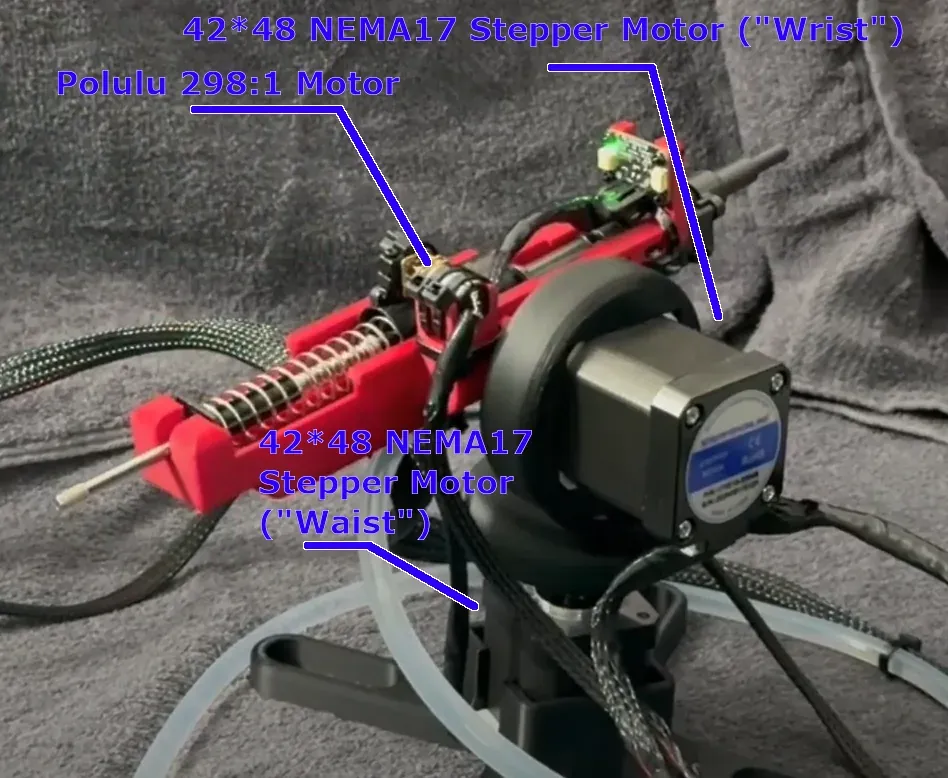 42*48 NEMA17 Stepper Motor ("Wrist")
Polulu 298:1 Motor
42*48 NEMA17
Stepper Motor
("Waist")